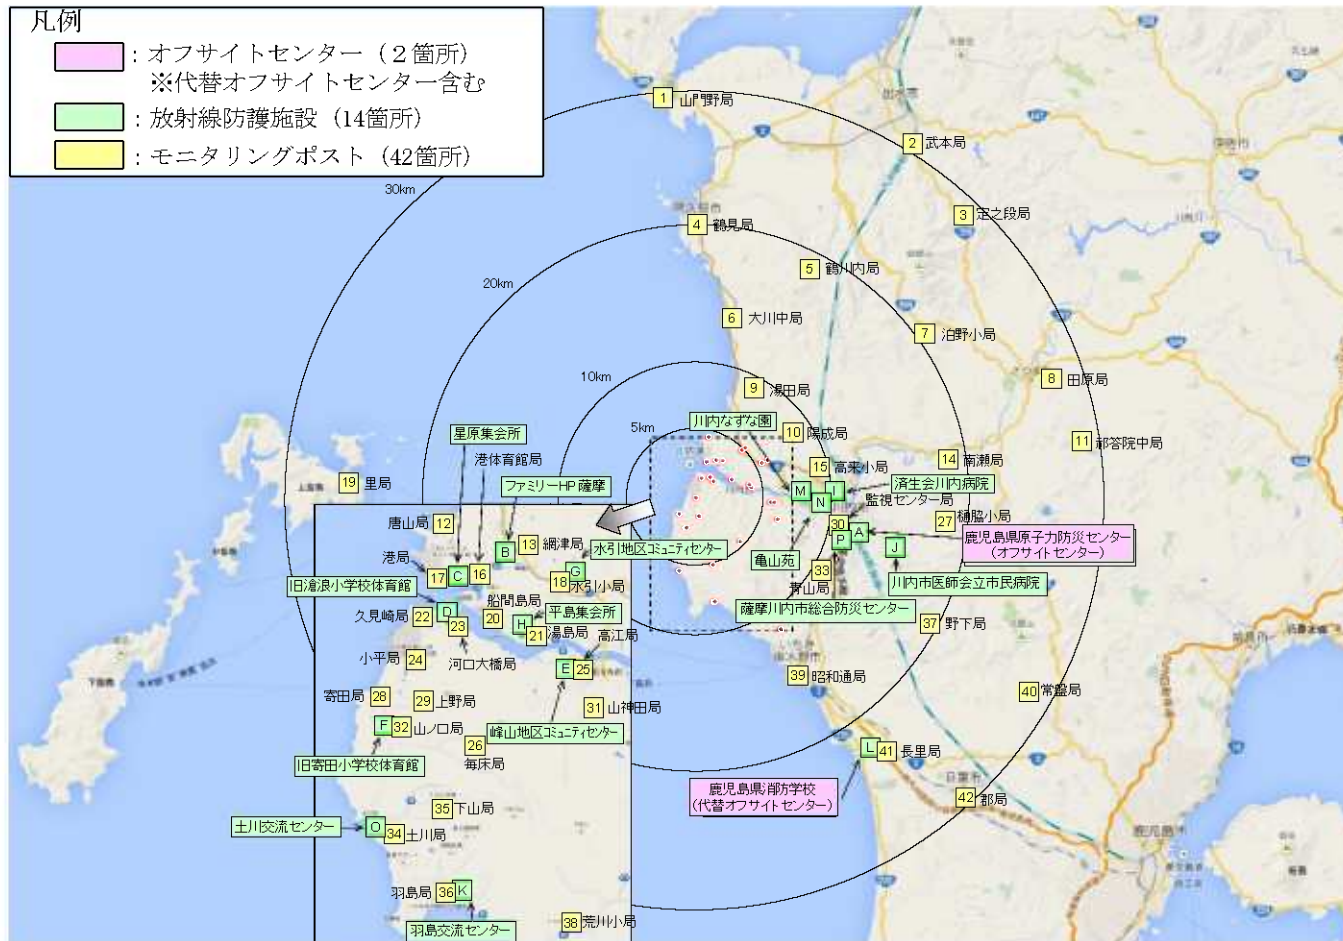 凡例
：オフサイトセンター（２箇所）
※代替オフサイトセンター含む
：放射線防護施設（14箇所）
：モニタリングポスト（42箇所）
30km
20km
10km
5km
1 山門野局
2 武本局
3 定之段局
4 鶴見局
5 鶴川内局
6 大川中局
7 泊野小局
8 田原局
9 湯田局
川内なずな園
10 陽成局
11 祁答院中局
15 高来小局
14 南瀬局
M
I
N
済生会川内病院
監視センター局
30
A
P
J
27 樋脇小局
鹿児島県原子力防災センター
（オフサイトセンター）
亀山苑
33
青山局
川内市医師会立市民病院
薩摩川内市総合防災センター
37 野下局
39 昭和通局
40 常盤局
L
41 長里局
42 郡局
鹿児島県消防学校
（代替オフサイトセンター）
星原集会所
港体育館局
ファミリーHP薩摩
19 里局
唐山局 12
B
13 網津局
水引地区コミュニティセンター
港局
17
C
16
G
18
水引小局
旧滄浪小学校体育館
D
船間島局
平島集会所
久見崎局 22
23
20
H
21
湯島局
高江局
河口大橋局
小平局 24
E
25
寄田局 28
29 上野局
31 山神田局
F
32 山ノ口局
峰山地区コミュニティセンター
26
毎床局
旧寄田小学校体育館
35 下山局
土川交流センター
O
34 土川局
羽島局 36
K
羽島交流センター
38 荒川小局
上甑島
下甑島
出水市
日置市
鹿児島市